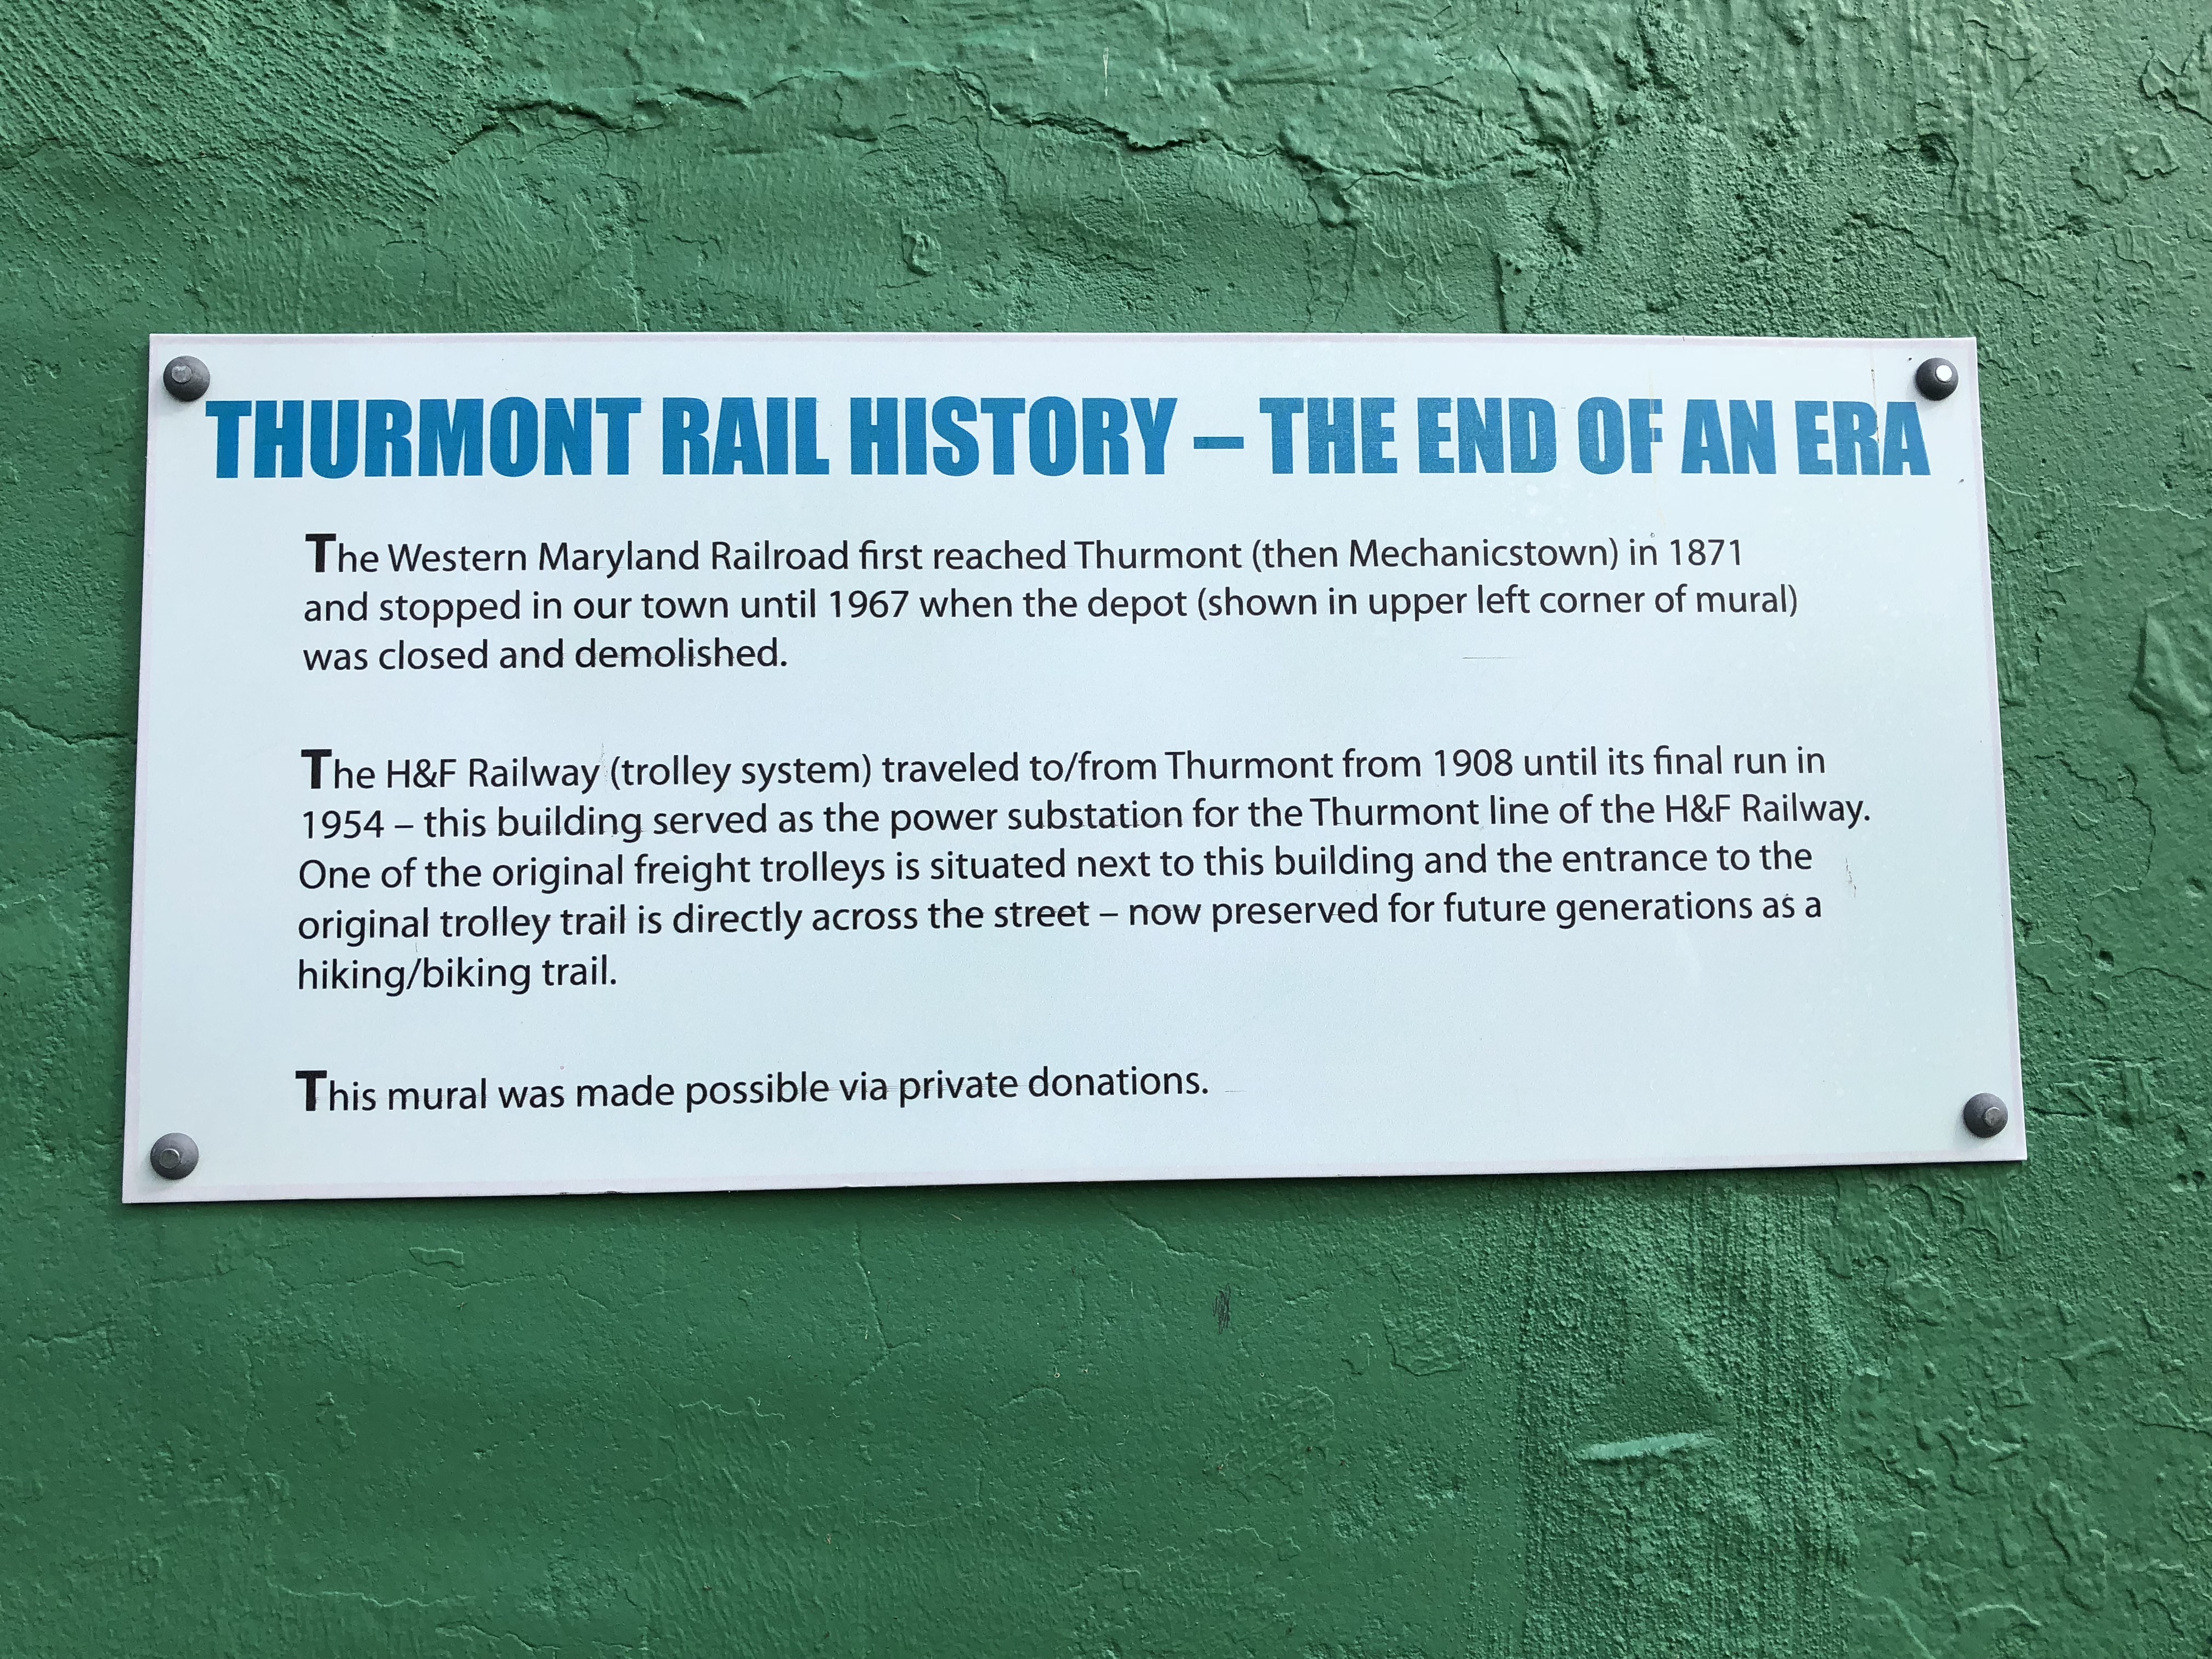 THURMONT RAIL HISTORY – THE END OF AN ERA
The Western Maryland Railroad first reached Thurmont (then Mechanicstown) in 1871
and stopped in our town until 1967 when the depot (shown in upper left corner of mural)
was closed and demolished.
The H&F Railway (trolley system) traveled to/from Thurmont from 1908 until its final run in
1954 – this building served as the power substation for the Thurmont line of the H&F Railway.
One of the original freight trolleys is situated next to this building and the entrance to the
original trolley trail is directly across the street – now preserved for future generations as a
hiking/biking trail.
This mural was made possible via private donations.